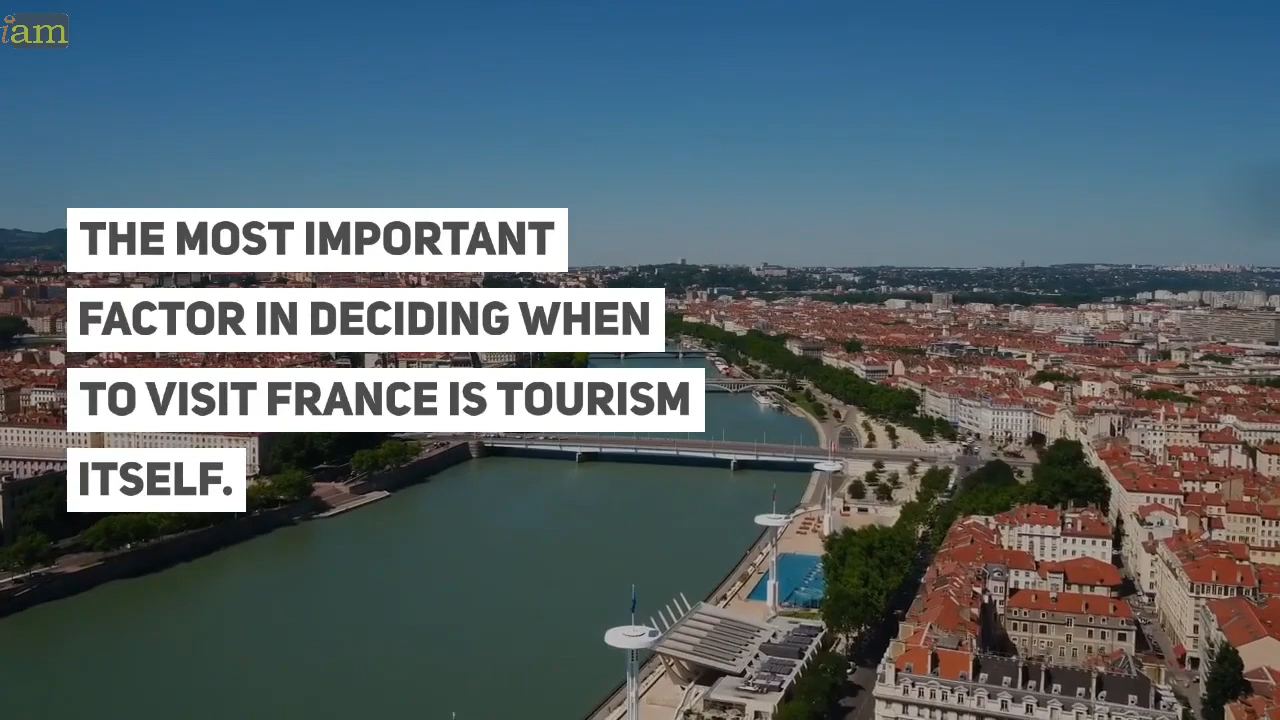 iam
THE MOST IMPORTANT
FACTOR IN DECIDING WHEN
TO VISIT FRANCE IS TOURISM
ITSELF.